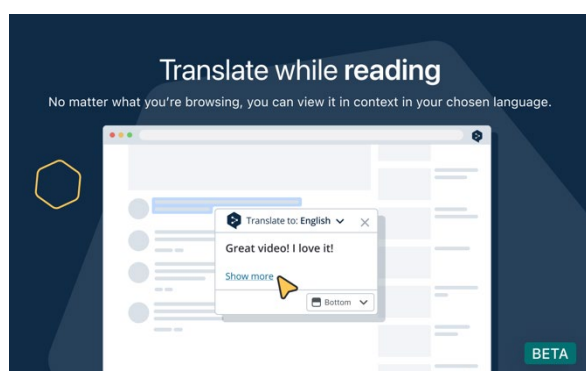 Translate while reading
No matter what you're browsing, you can view it in context in your chosen language.
Translate to: English
Great video! I love it!
Show more
Bottom
BETA